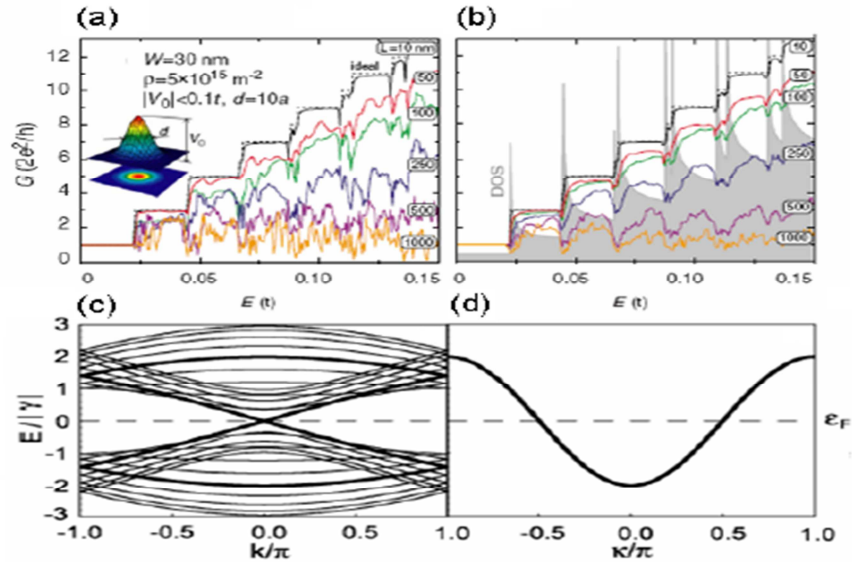 (a)
(b)
12
10
8
6
4
2
0
G (2e²/h)
W=30 nm
ρ=5×10¹⁵ m⁻²
|V₀|<0.1t, d=10a
d
V₀
ideal
L=10 nm
50
100
250
500
1000
0
0.05
0.10
0.15
E (t)
DOS
10
50
100
250
500
1000
0
0.05
0.10
0.15
E (t)
(c)
(d)
3
2
1
0
-1
-2
-3
E/|γ|
-1.0
-0.5
0.0
0.5
1.0
k/π
-0.5
0.0
0.5
1.0
κ/π
ε_F